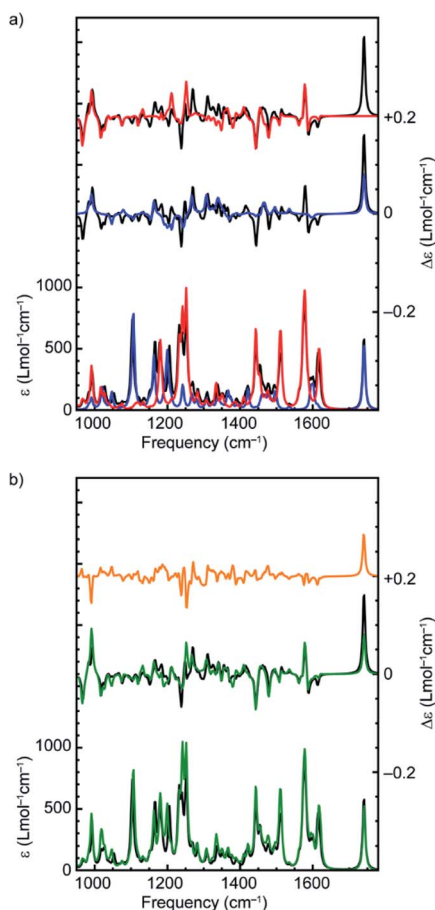 a)
+0.2
0
−0.2
Δε (Lmol⁻¹cm⁻¹)
1000
500
0
ε (Lmol⁻¹cm⁻¹)
1000 1200 1400 1600
Frequency (cm⁻¹)
b)
+0.2
0
−0.2
Δε (Lmol⁻¹cm⁻¹)
1000
500
0
ε (Lmol⁻¹cm⁻¹)
1000 1200 1400 1600
Frequency (cm⁻¹)